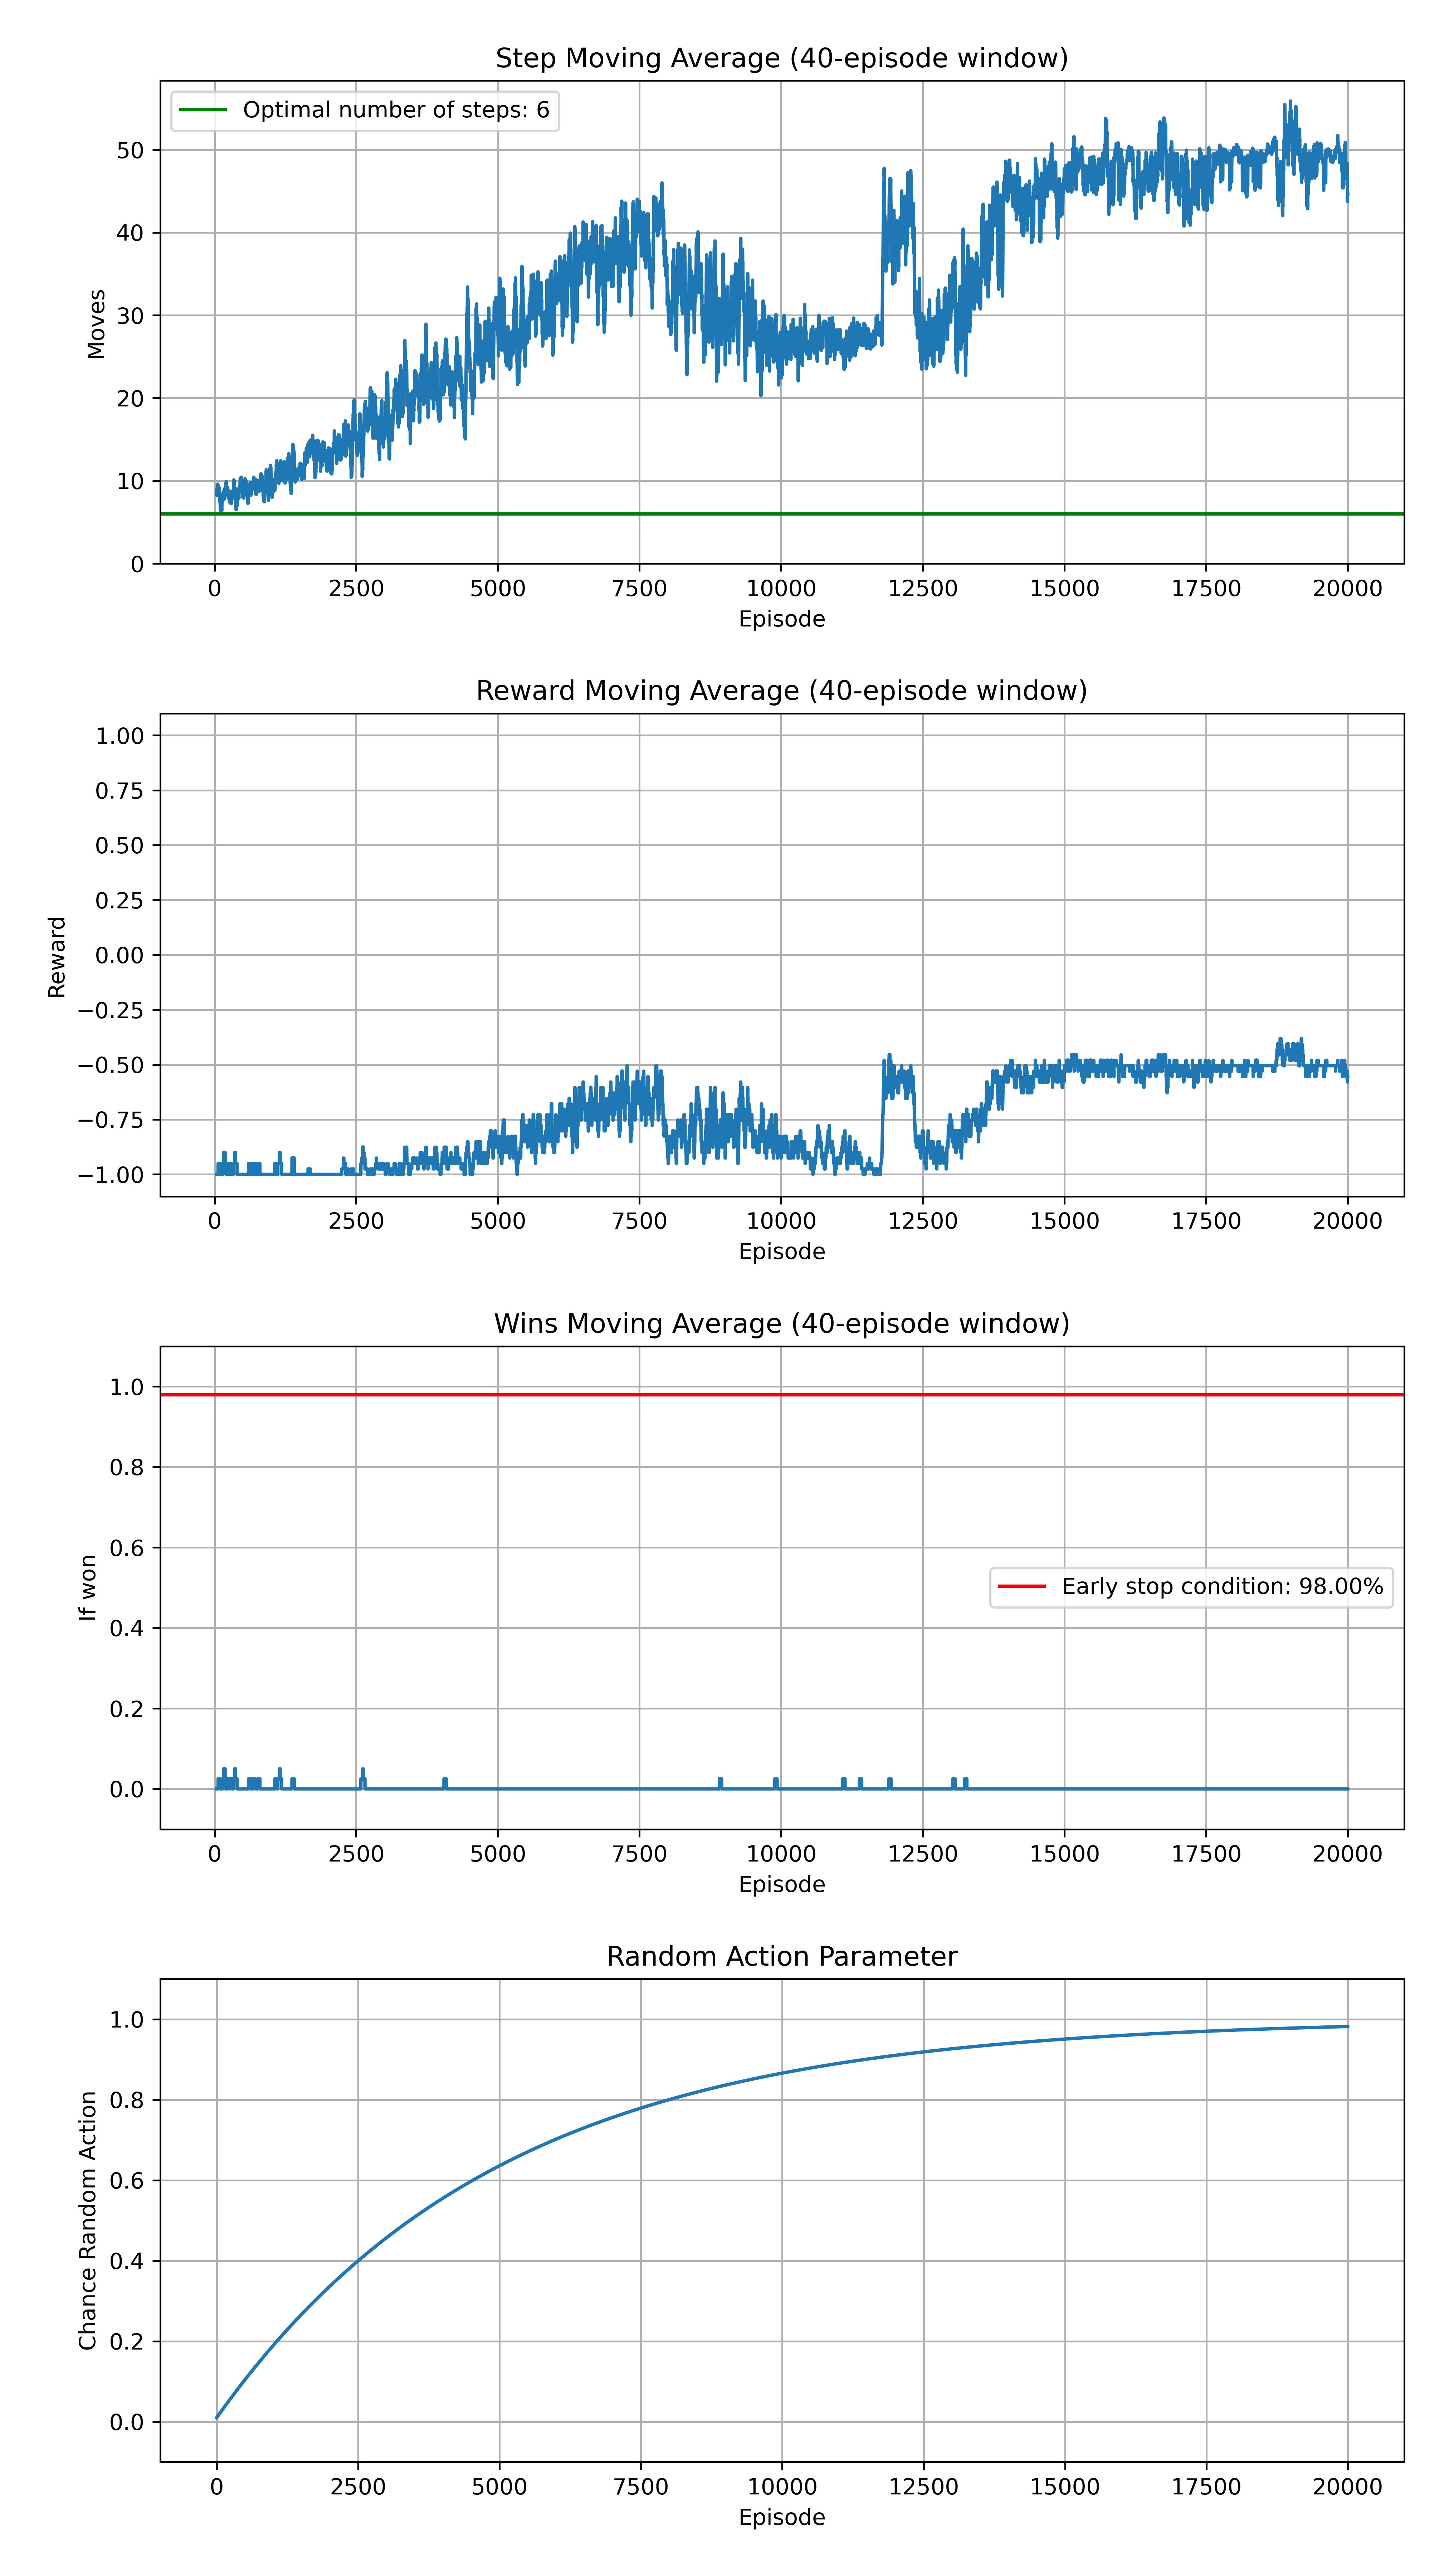 Step Moving Average (40-episode window)
Optimal number of steps: 6
50
40
30
20
10
0
Moves
0 2500 5000 7500 10000 12500 15000 17500 20000
Episode
Reward Moving Average (40-episode window)
1.00
0.75
0.50
0.25
0.00
−0.25
−0.50
−0.75
−1.00
Reward
0 2500 5000 7500 10000 12500 15000 17500 20000
Episode
Wins Moving Average (40-episode window)
1.0
0.8
0.6
0.4
0.2
0.0
If won
Early stop condition: 98.00%
0 2500 5000 7500 10000 12500 15000 17500 20000
Episode
Random Action Parameter
1.0
0.8
0.6
0.4
0.2
0.0
Chance Random Action
0 2500 5000 7500 10000 12500 15000 17500 20000
Episode